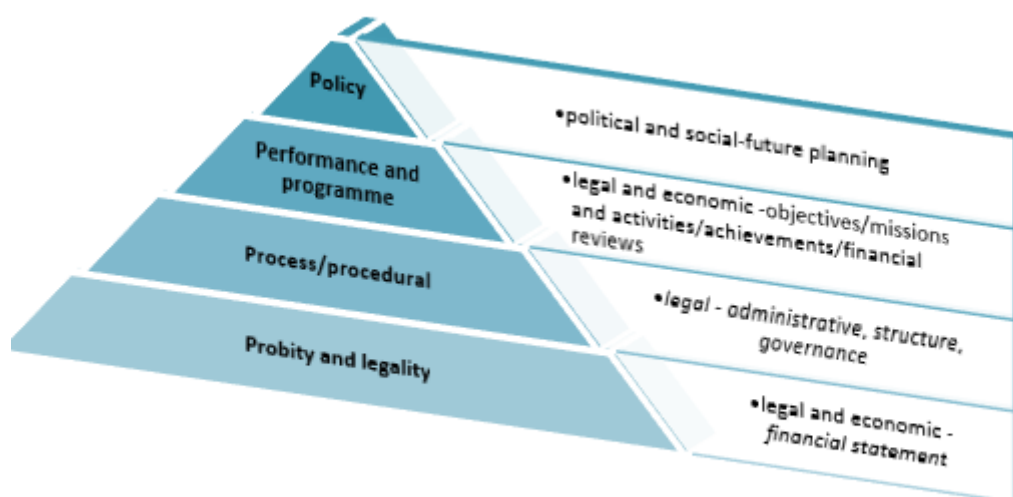 Policy
•political and social-future planning
Performance and
programme
•legal and economic -objectives/missions
and activities/achievements/financial
reviews
Process/procedural
•legal - administrative, structure,
governance
Probity and legality
•legal and economic -
financial statement